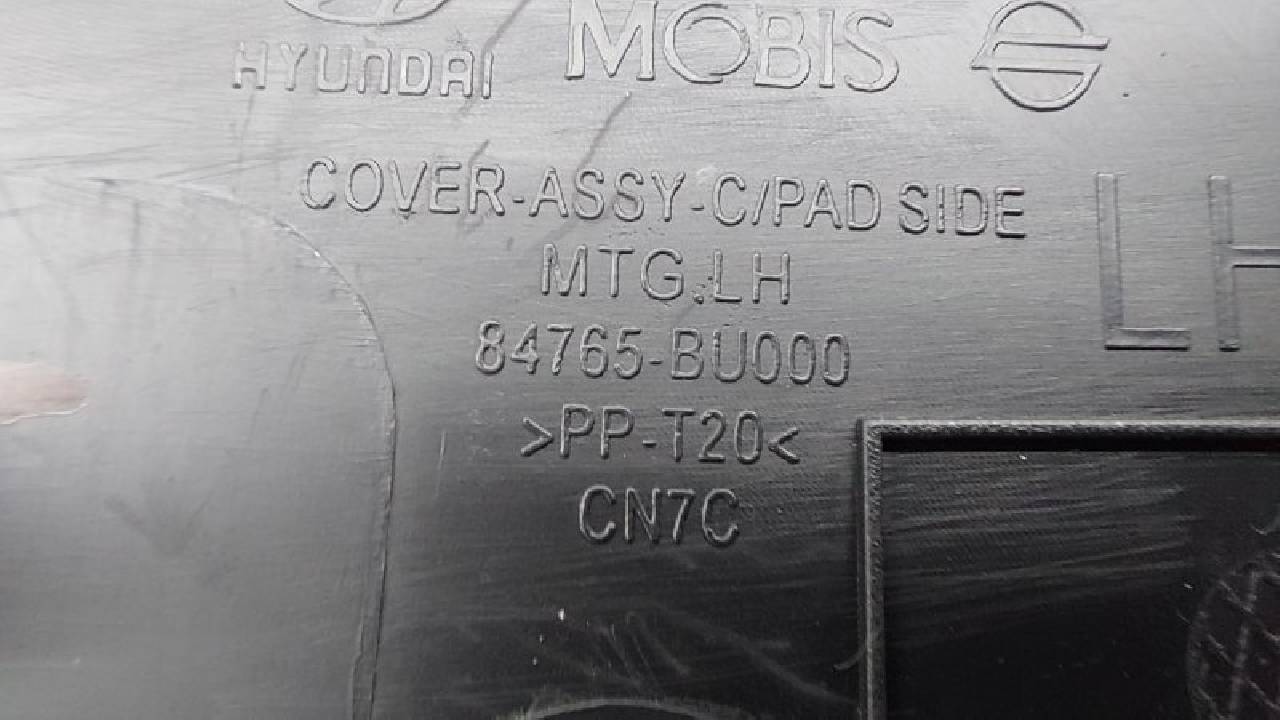 HYUNDAI MOBIS
COVER-ASSY-C/PAD SIDE
MTG.LH
LH
84765-BU000
>PP-T20<
CN7C